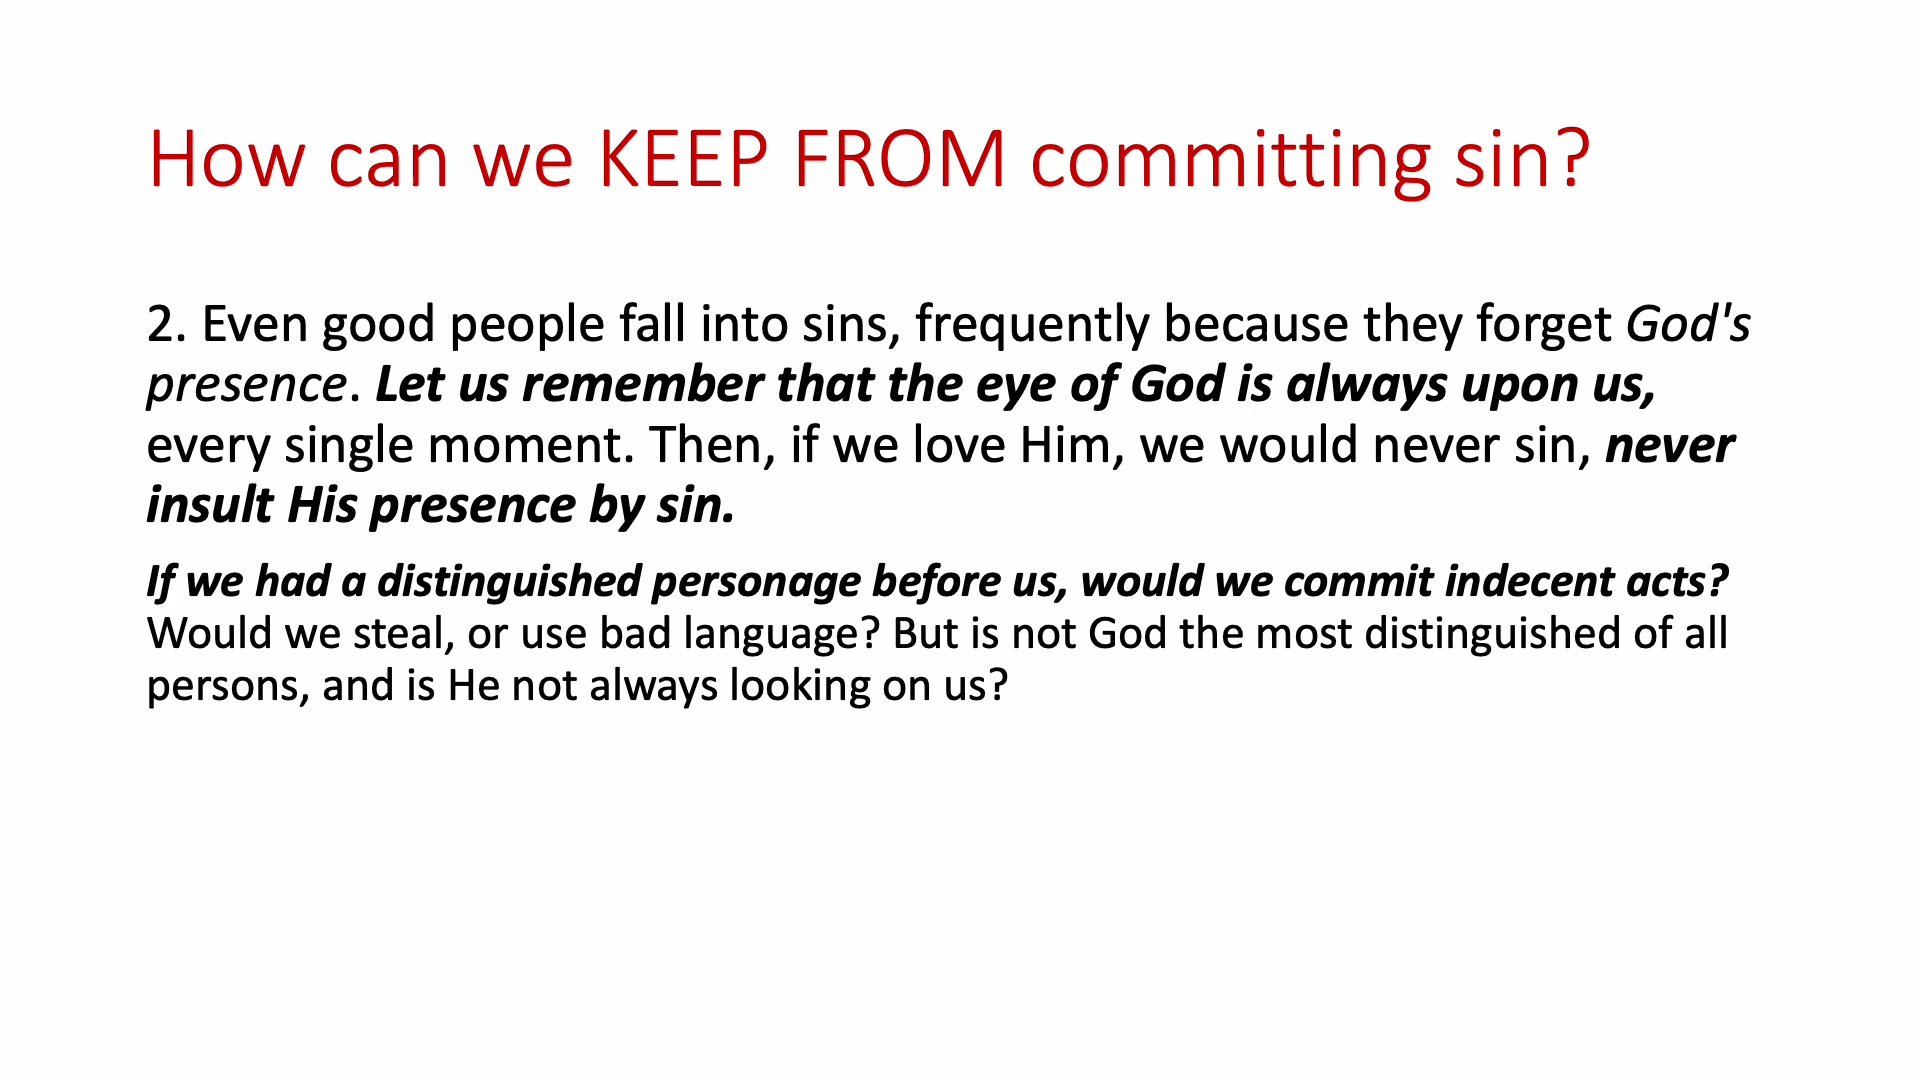 How can we KEEP FROM committing sin?
2. Even good people fall into sins, frequently because they forget God's
presence. Let us remember that the eye of God is always upon us,
every single moment. Then, if we love Him, we would never sin, never
insult His presence by sin.
If we had a distinguished personage before us, would we commit indecent acts?
Would we steal, or use bad language? But is not God the most distinguished of all
persons, and is He not always looking on us?